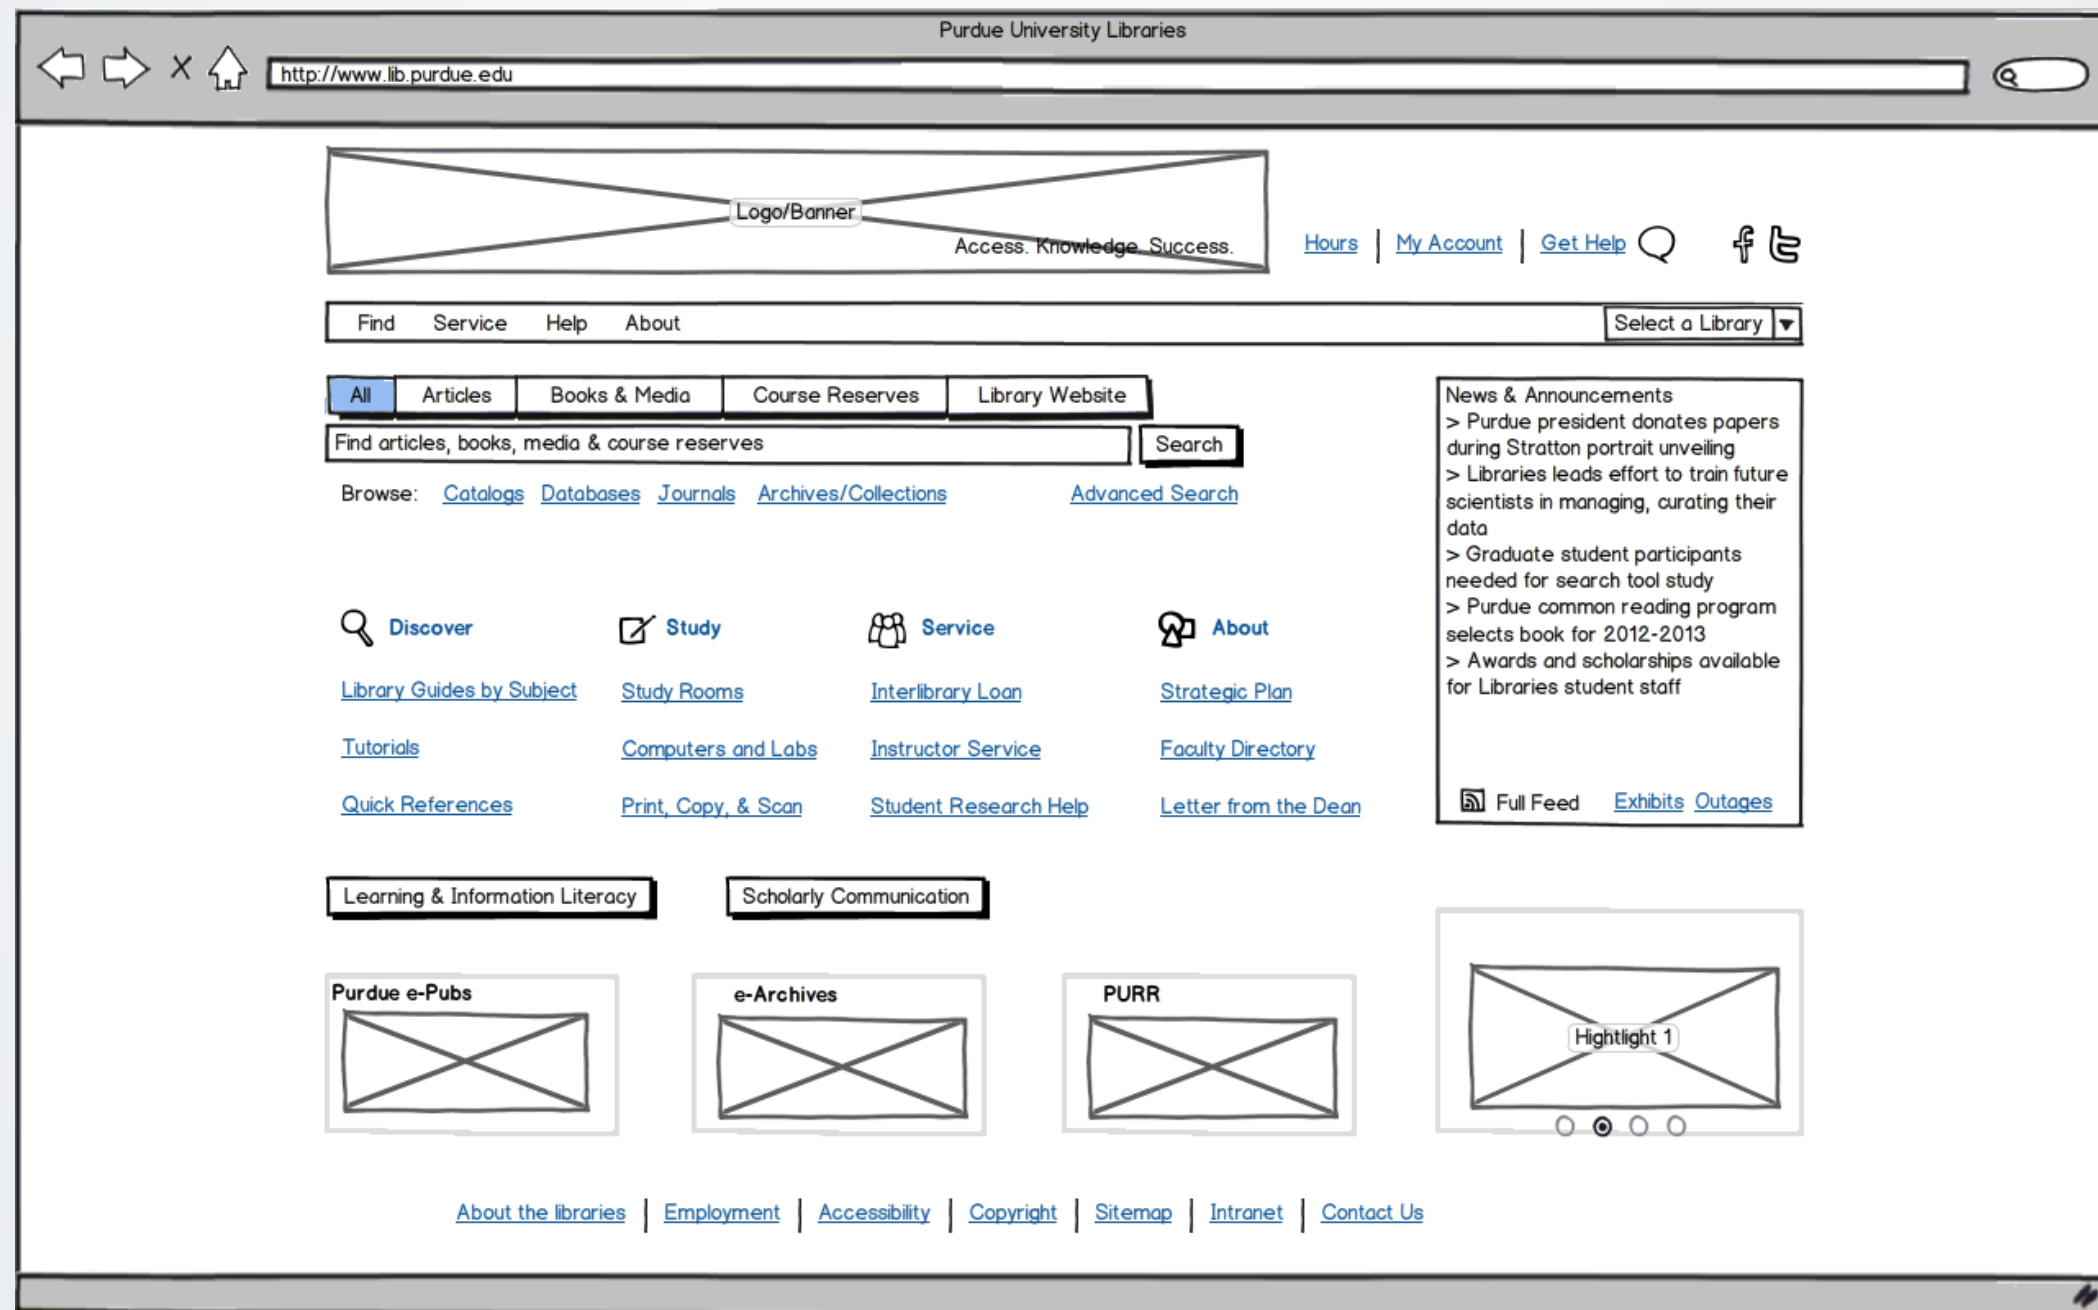 Purdue University Libraries
http://www.lib.purdue.edu
Logo/Banner
Access. Knowledge. Success.
Hours | My Account | Get Help
Find Service Help About Select a Library
All Articles Books & Media Course Reserves Library Website
Find articles, books, media & course reserves Search
Browse: Catalogs Databases Journals Archives/Collections Advanced Search
News & Announcements
> Purdue president donates papers
during Stratton portrait unveiling
> Libraries leads effort to train future
scientists in managing, curating their
data
> Graduate student participants
needed for search tool study
> Purdue common reading program
selects book for 2012-2013
> Awards and scholarships available
for Libraries student staff
Full Feed Exhibits Outages
Discover Study Service About
Library Guides by Subject Study Rooms Interlibrary Loan Strategic Plan
Tutorials Computers and Labs Instructor Service Faculty Directory
Quick References Print, Copy, & Scan Student Research Help Letter from the Dean
Learning & Information Literacy Scholarly Communication
Purdue e-Pubs e-Archives PURR
Hightlight 1
About the libraries | Employment | Accessibility | Copyright | Sitemap | Intranet | Contact Us